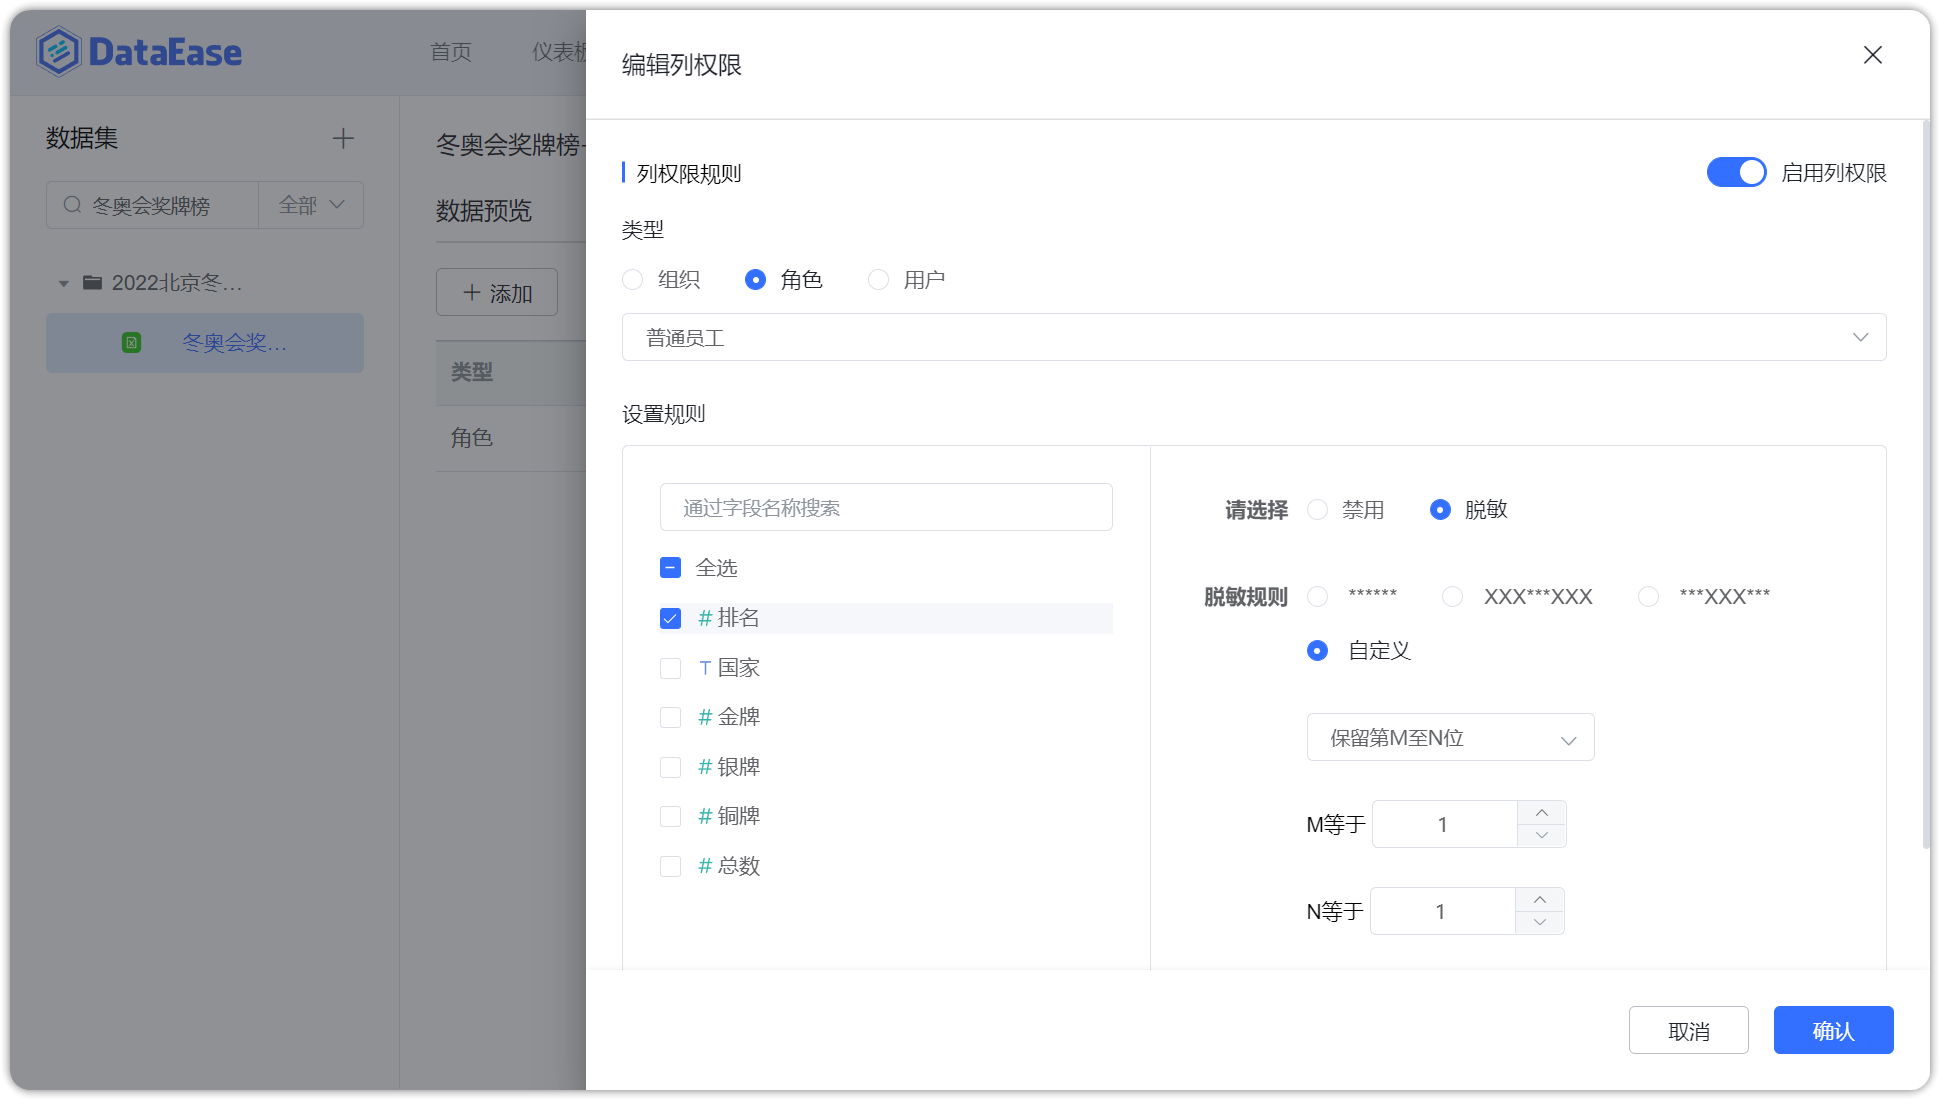 DataEase
首页
仪表板
数据集
冬奥会奖牌榜
全部
2022北京冬...
冬奥会奖...
冬奥会奖牌榜-
数据预览
添加
类型
角色
编辑列权限
列权限规则
启用列权限
类型
组织
角色
用户
普通员工
设置规则
通过字段名称搜索
全选
# 排名
T 国家
# 金牌
# 银牌
# 铜牌
# 总数
请选择
禁用
脱敏
脱敏规则
******
XXX***XXX
***XXX***
自定义
保留第M至N位
M等于
1
N等于
1
取消
确认